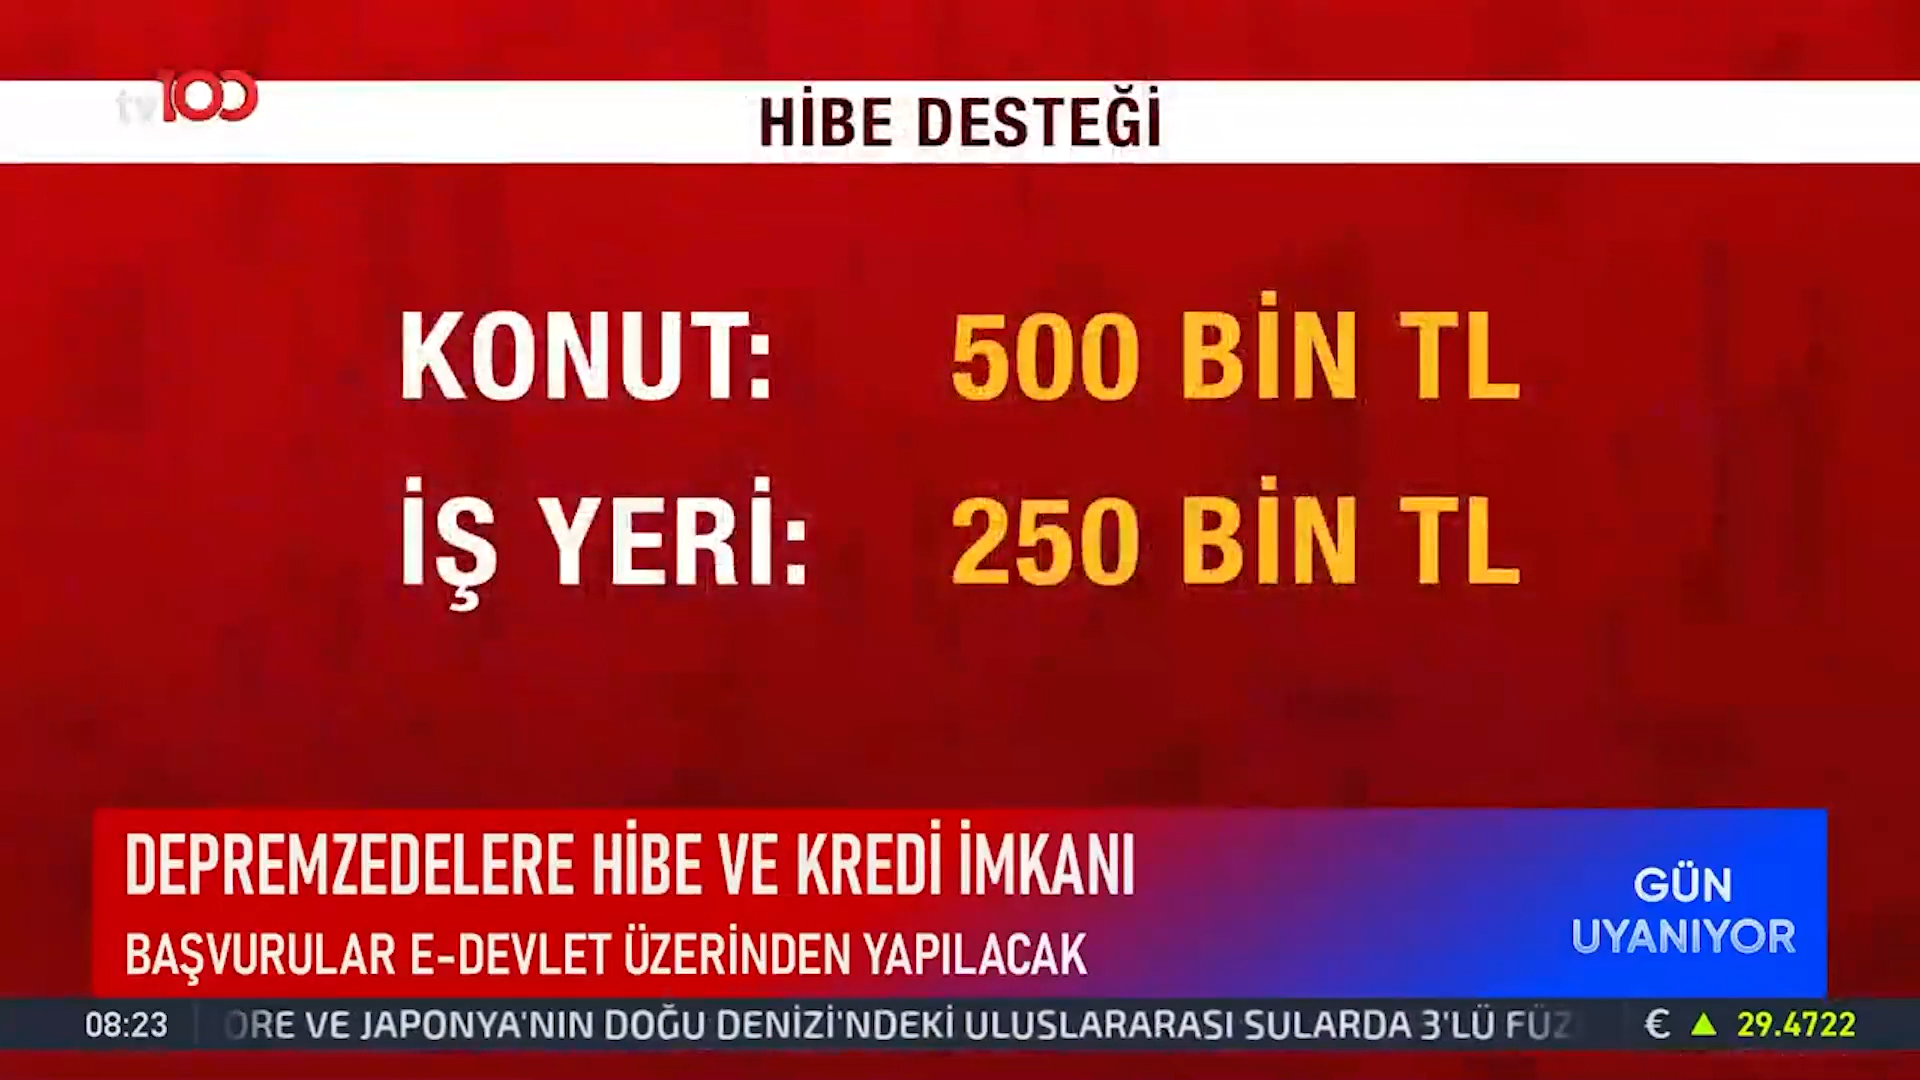 tv100
HİBE DESTEĞİ
KONUT: 500 BİN TL
İŞ YERİ: 250 BİN TL
DEPREMZEDELERE HİBE VE KREDİ İMKANI
BAŞVURULAR E-DEVLET ÜZERİNDEN YAPILACAK
GÜN
UYANIYOR
08:23 ORE VE JAPONYA'NIN DOĞU DENİZİ'NDEKİ ULUSLARARASI SULARDA 3'LÜ FÜZ € ▲ 29.4722